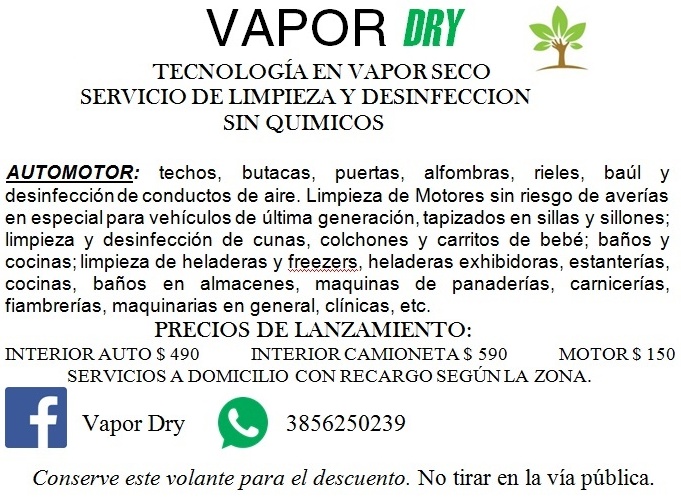 VAPOR DRY
TECNOLOGÍA EN VAPOR SECO
SERVICIO DE LIMPIEZA Y DESINFECCION
SIN QUIMICOS
AUTOMOTOR: techos, butacas, puertas, alfombras, rieles, baúl y
desinfección de conductos de aire. Limpieza de Motores sin riesgo de averías
en especial para vehículos de última generación, tapizados en sillas y sillones;
limpieza y desinfección de cunas, colchones y carritos de bebé; baños y
cocinas; limpieza de heladeras y freezers, heladeras exhibidoras, estanterías,
cocinas, baños en almacenes, maquinas de panaderías, carnicerías,
fiambrerías, maquinarias en general, clínicas, etc.
PRECIOS DE LANZAMIENTO:
INTERIOR AUTO $ 490 INTERIOR CAMIONETA $ 590 MOTOR $ 150
SERVICIOS A DOMICILIO CON RECARGO SEGÚN LA ZONA.
f Vapor Dry 3856250239
Conserve este volante para el descuento. No tirar en la vía pública.